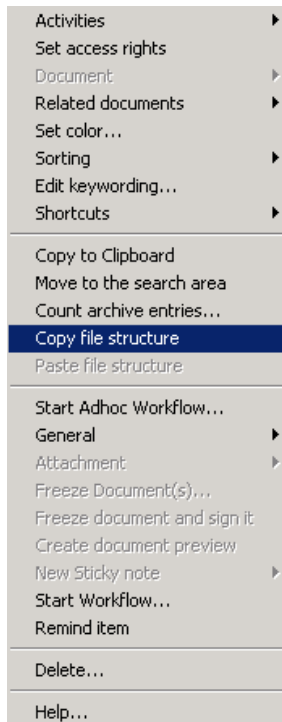 Activities
Set access rights
Document
Related documents
Set color...
Sorting
Edit keywording...
Shortcuts
Copy to Clipboard
Move to the search area
Count archive entries...
Copy file structure
Paste file structure
Start Adhoc Workflow...
General
Attachment
Freeze Document(s)...
Freeze document and sign it
Create document preview
New Sticky note
Start Workflow...
Remind item
Delete...
Help...